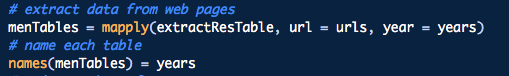 # extract data from web pages
menTables = mapply(extractResTable, url = urls, year = years)
# name each table
names(menTables) = years